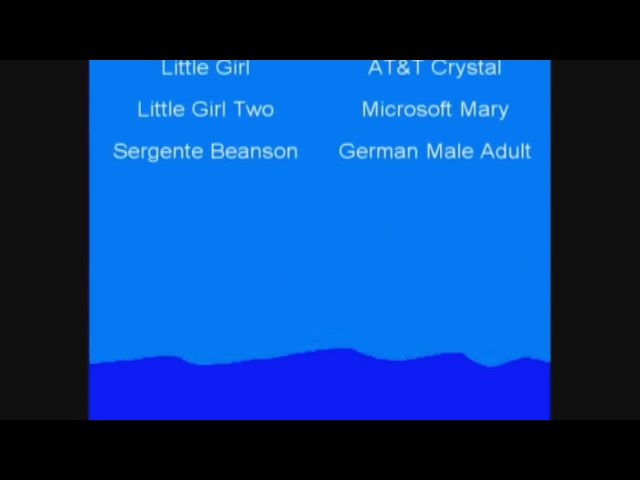 Little Girl AT&T Crystal
Little Girl Two Microsoft Mary
Sergente Beanson German Male Adult